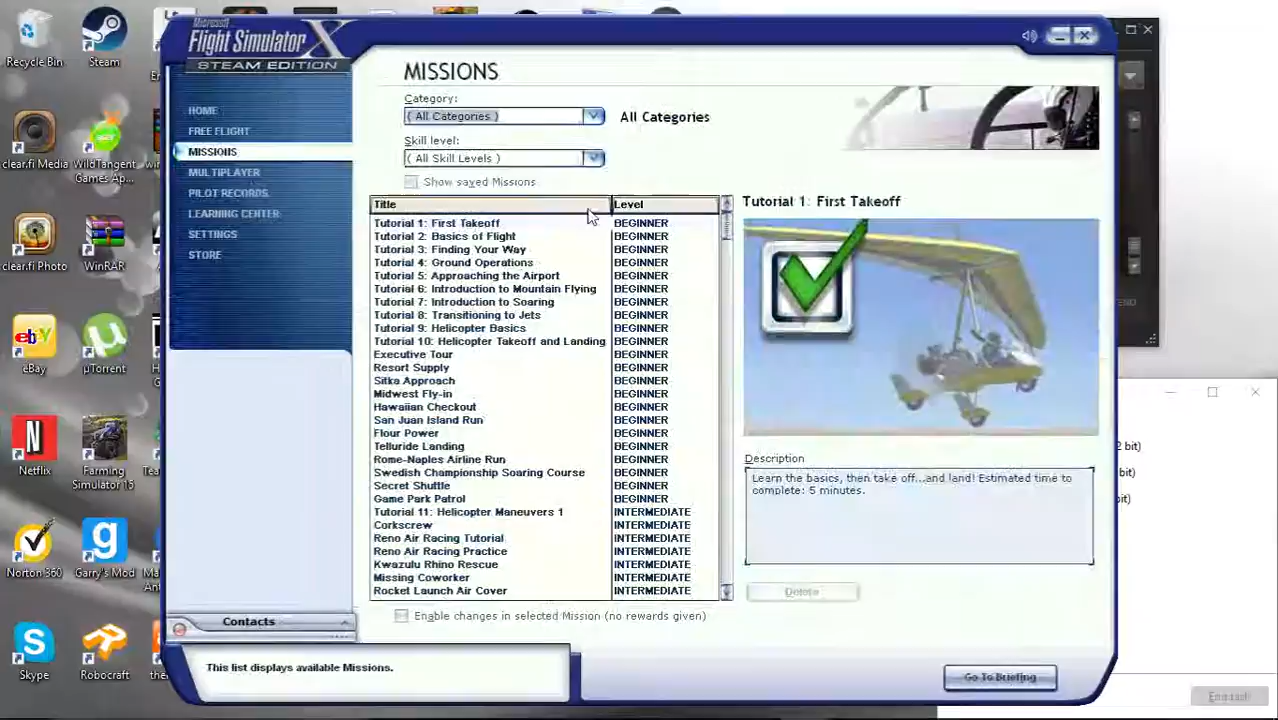 Recycle Bin
Steam
clear.fi Media
WildTangent
Games Ap...
clear.fi Photo
WinRAR
ebY
eBay
µTorrent
N
Netflix
Farming
Simulator 15
Norton 360
g
Garry's Mod
S
Skype
Robocraft
Microsoft
Flight Simulator X
STEAM EDITION
HOME
FREE FLIGHT
MISSIONS
MULTIPLAYER
PILOT RECORDS
LEARNING CENTER
SETTINGS
STORE
Contacts
This list displays available Missions.
MISSIONS
Category:
( All Categories )
All Categories
Skill level:
( All Skill Levels )
Show saved Missions
Title Level
Tutorial 1: First Takeoff BEGINNER
Tutorial 2: Basics of Flight BEGINNER
Tutorial 3: Finding Your Way BEGINNER
Tutorial 4: Ground Operations BEGINNER
Tutorial 5: Approaching the Airport BEGINNER
Tutorial 6: Introduction to Mountain Flying BEGINNER
Tutorial 7: Introduction to Soaring BEGINNER
Tutorial 8: Transitioning to Jets BEGINNER
Tutorial 9: Helicopter Basics BEGINNER
Tutorial 10: Helicopter Takeoff and Landing BEGINNER
Executive Tour BEGINNER
Resort Supply BEGINNER
Sitka Approach BEGINNER
Midwest Fly-in BEGINNER
Hawaiian Checkout BEGINNER
San Juan Island Run BEGINNER
Flour Power BEGINNER
Telluride Landing BEGINNER
Rome-Naples Airline Run BEGINNER
Swedish Championship Soaring Course BEGINNER
Secret Shuttle BEGINNER
Game Park Patrol BEGINNER
Tutorial 11: Helicopter Maneuvers 1 INTERMEDIATE
Corkscrew INTERMEDIATE
Reno Air Racing Tutorial INTERMEDIATE
Reno Air Racing Practice INTERMEDIATE
Kwazulu Rhino Rescue INTERMEDIATE
Missing Coworker INTERMEDIATE
Rocket Launch Air Cover INTERMEDIATE
Enable changes in selected Mission (no rewards given)
Tutorial 1: First Takeoff
Description
Learn the basics, then take off...and land! Estimated time to
complete: 5 minutes.
Delete
Go To Briefing
2 bit)
bit)
bit)